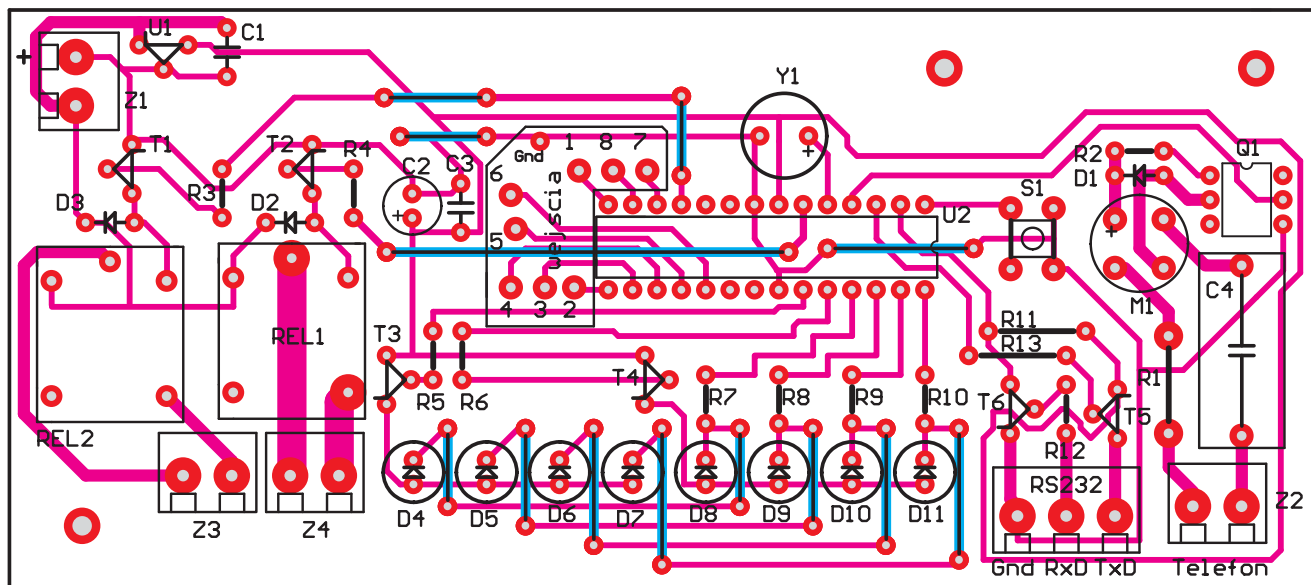 U1
C1
+
Z1
Y1
+
T1
T2
R4
C2
C3
Gnd
1
8
7
6
5
wejscia
R3
D3
D2
+
R2
D1
Q1
S1
U2
+
M1
C4
4
3
2
REL1
T3
R11
R13
R1
T4
R5
R6
R7
R8
R9
R10
T6
T5
REL2
R12
RS232
D4
D5
D6
D7
D8
D9
D10
D11
Z3
Z4
Z2
Gnd RxD TxD
Telefon